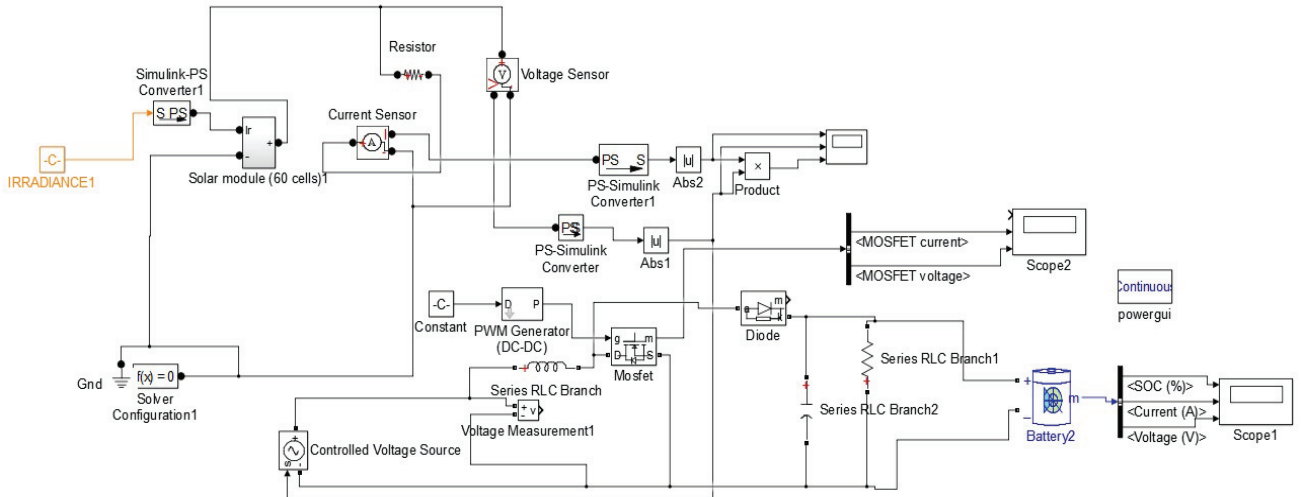 Resistor
Simulink-PS
Converter1
Voltage Sensor
S PS
Ir
+
-
V
Current Sensor
A
I
-C-
IRRADIANCE1
Solar module (60 cells)1
PS S
PS-Simulink
Converter1
|u|
Abs2
×
Product
PS
PS-Simulink
Converter
|u|
Abs1
<MOSFET current>
<MOSFET voltage>
Scope2
Continuous
powergui
-C-
Constant
D P
PWM Generator
(DC-DC)
g m
D S
Mosfet
a m
k
Diode
Series RLC Branch1
Gnd
f(x) = 0
Solver
Configuration1
Series RLC Branch
+ v
-
Voltage Measurement1
Series RLC Branch2
+
-
m
Battery2
<SOC (%)>
<Current (A)>
<Voltage (V)>
Scope1
s
+
-
Controlled Voltage Source